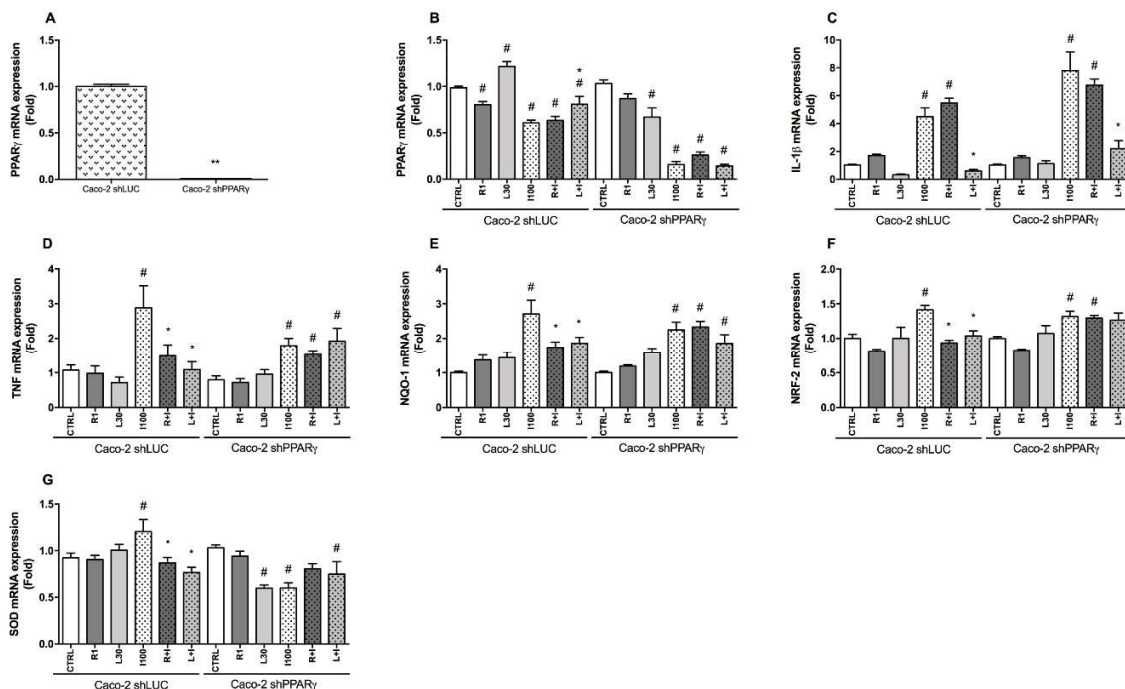 A
PPARγ mRNA expression
(Fold)
1.5
1.0
0.5
0.0
**
Caco-2 shLUC
Caco-2 shPPARγ
B
PPARγ mRNA expression
(Fold)
1.5
1.0
0.5
0.0
# # # # * # # # # #
CTRL R1 L30 I100 R+I L+I CTRL R1 L30 I100 R+I L+I
Caco-2 shLUC
Caco-2 shPPARγ
C
IL-1β mRNA expression
(Fold)
10
8
6
4
2
0
# # * # # *
CTRL R1 L30 I100 R+I L+I CTRL R1 L30 I100 R+I L+I
Caco-2 shLUC
Caco-2 shPPARγ
D
TNF mRNA expression
(Fold)
4
3
2
1
0
# * * # # #
CTRL R1 L30 I100 R+I L+I CTRL R1 L30 I100 R+I L+I
Caco-2 shLUC
Caco-2 shPPARγ
E
NQO-1 mRNA expression
(Fold)
4
3
2
1
0
# * * # # #
CTRL R1 L30 I100 R+I L+I CTRL R1 L30 I100 R+I L+I
Caco-2 shLUC
Caco-2 shPPARγ
F
NRF-2 mRNA expression
(Fold)
2.0
1.5
1.0
0.5
0.0
# * * # #
CTRL R1 L30 I100 R+I L+I CTRL R1 L30 I100 R+I L+I
Caco-2 shLUC
Caco-2 shPPARγ
G
SOD mRNA expression
(Fold)
1.5
1.0
0.5
0.0
# * * # # #
CTRL R1 L30 I100 R+I L+I CTRL R1 L30 I100 R+I L+I
Caco-2 shLUC
Caco-2 shPPARγ